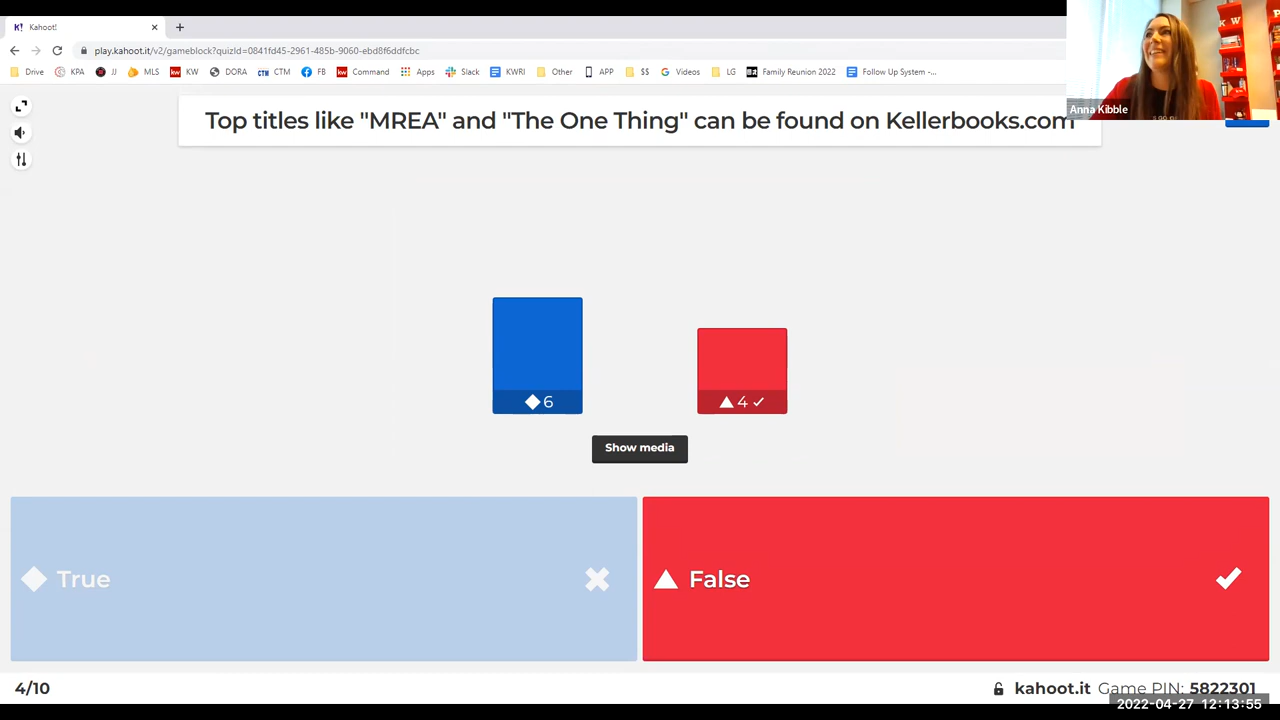 K! Kahoot!
play.kahoot.it/v2/gameblock?quizId=0841fd45-2961-485b-9060-ebd8f6ddfcbc
Drive KPA JJ MLS kw KW DORA CTM CTM FB kw Command Apps Slack KWRI Other APP $$ Videos LG Family Reunion 2022 Follow Up System -...
K W
Anna Kibble
Top titles like "MREA" and "The One Thing" can be found on Kellerbooks.com
6
4
Show media
True
False
4/10
kahoot.it Game PIN: 5822301
2022-04-27 12:13:55